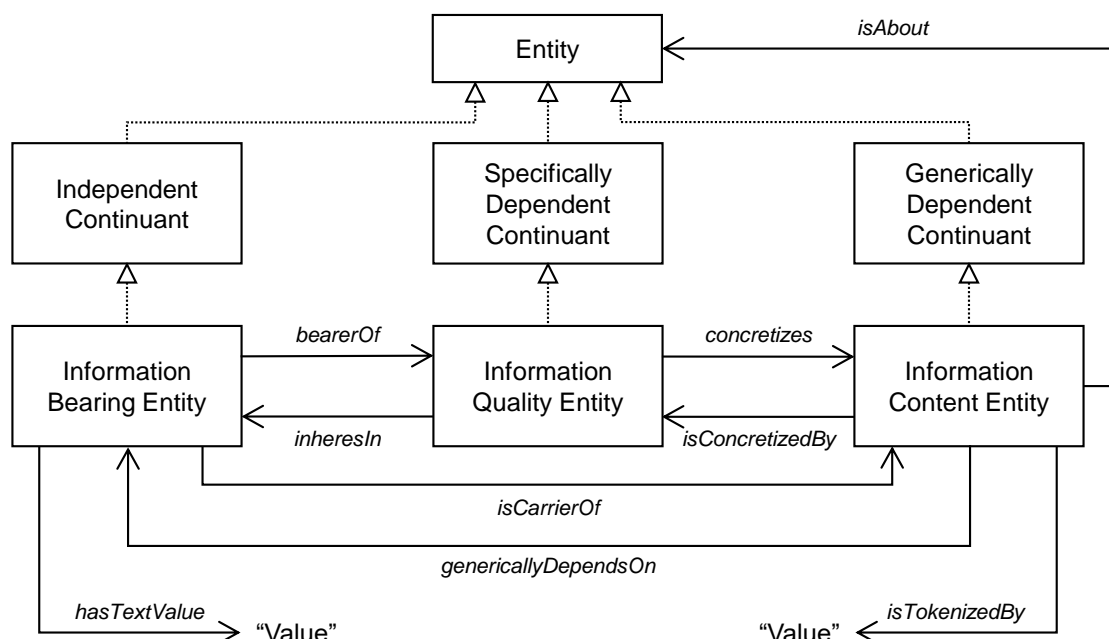 isAbout
Entity
Independent
Continuant
Specifically
Dependent
Continuant
Generically
Dependent
Continuant
bearerOf
concretizes
Information
Bearing Entity
Information
Quality Entity
Information
Content Entity
inheresIn
isConcretizedBy
isCarrierOf
genericallyDependsOn
hasTextValue
“Value”
isTokenizedBy
“Value”